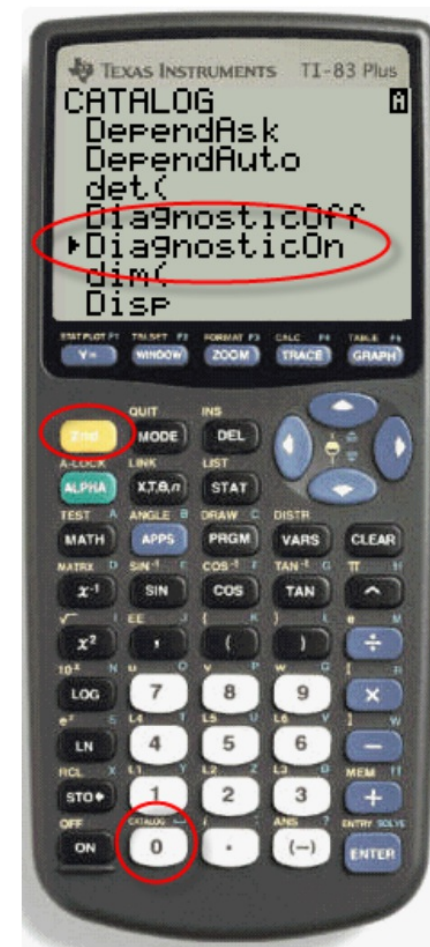 TEXAS INSTRUMENTS TI-83 Plus
CATALOG A
DependAsk
DependAuto
det(
DiagnosticOff
DiagnosticOn
dim(
Disp
STAT PLOT F1 TBLSET F2 FORMAT F3 CALC F4 TABLE F5
Y= WINDOW ZOOM TRACE GRAPH
QUIT INS
2nd MODE DEL
A-LOCK LINK LIST
ALPHA X,T,θ,n STAT
TEST A ANGLE B DRAW C DISTR
MATH APPS PRGM VARS CLEAR
MATRX D SIN⁻¹ E COS⁻¹ F TAN⁻¹ G π H
x⁻¹ SIN COS TAN ^
√ I EE J { K } L e M
x² , ( ) ÷
10ˣ N u O v P w Q [ R
LOG 7 8 9 ×
eˣ S L4 T L5 U L6 V ] W
LN 4 5 6 −
RCL X L1 Y L2 Z L3 θ MEM "
STO▸ 1 2 3 +
OFF CATALOG i : ANS ? ENTRY SOLVE
ON 0 . (−) ENTER